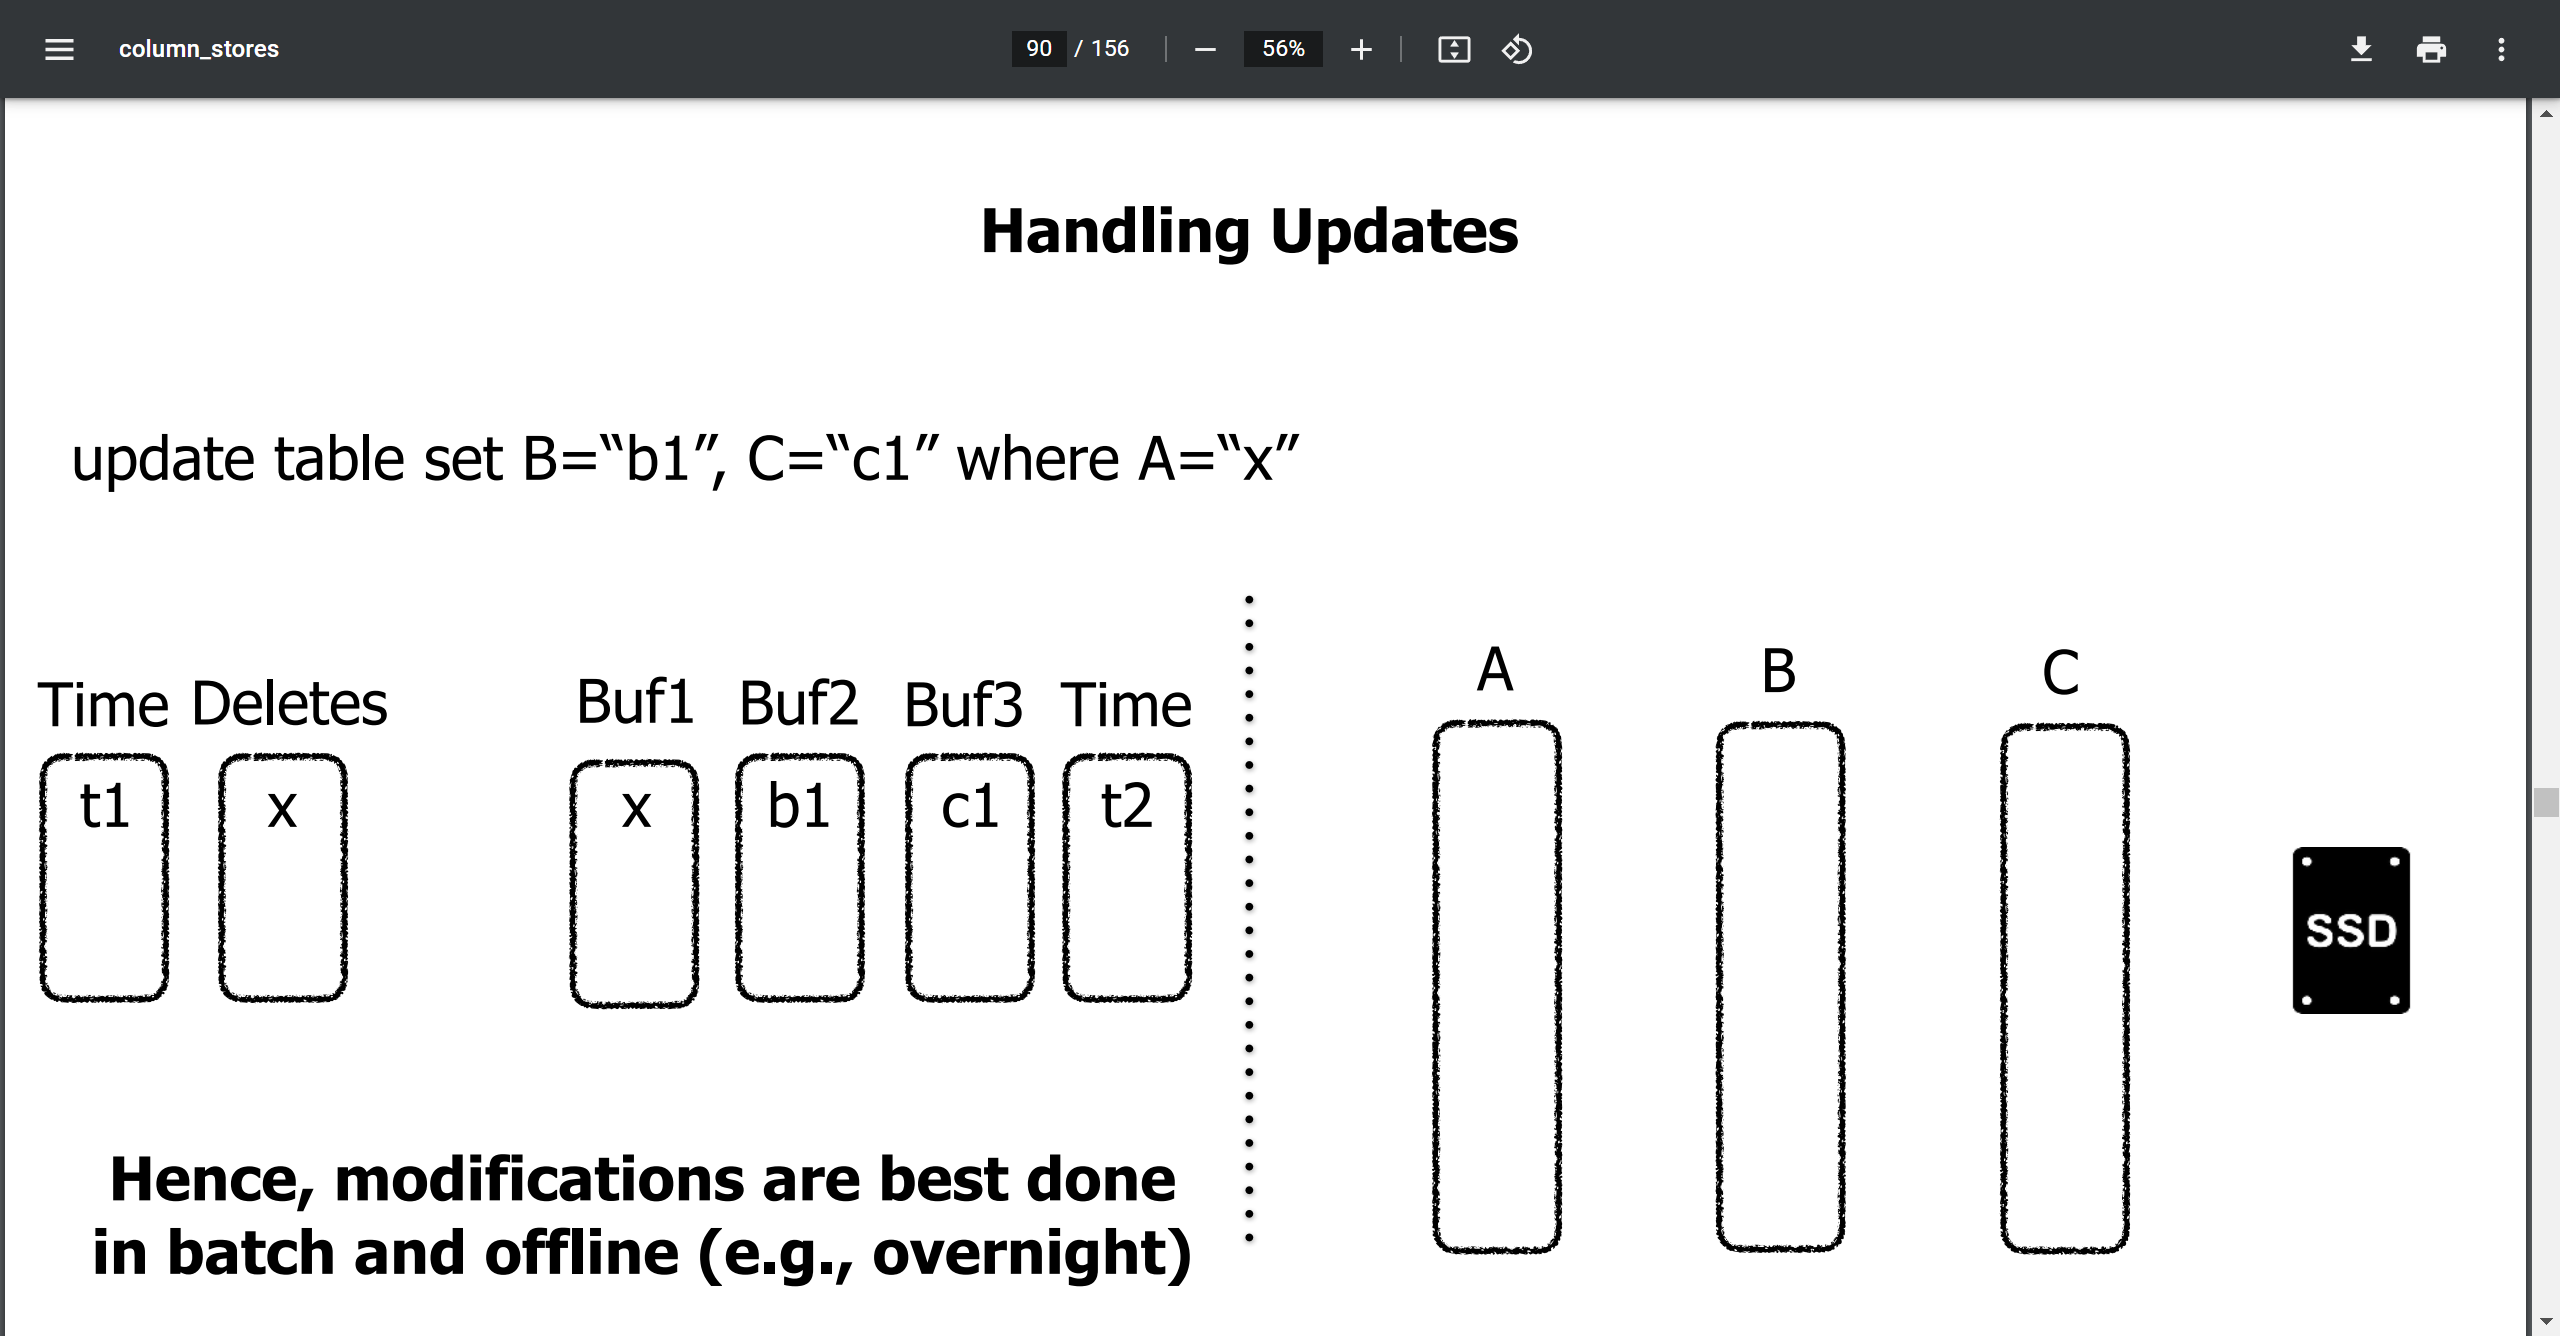 column_stores
90 / 156
56%
Handling Updates
update table set B=“b1”, C=“c1” where A=“x”
Time Deletes Buf1 Buf2 Buf3 Time A B C
t1 x x b1 c1 t2
SSD
Hence, modifications are best done
in batch and offline (e.g., overnight)